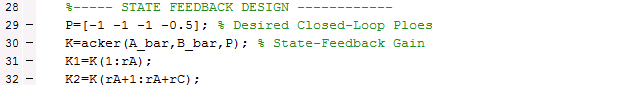 28 %----- STATE FEEDBACK DESIGN ------------
29 - P=[-1 -1 -1 -0.5]; % Desired Closed-Loop Ploes
30 - K=acker(A_bar,B_bar,P); % State-Feedback Gain
31 - K1=K(1:rA);
32 - K2=K(rA+1:rA+rC);